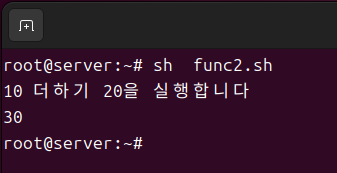 root@server:~# sh  func2.sh
10 더하기 20을 실행합니다
30
root@server:~#